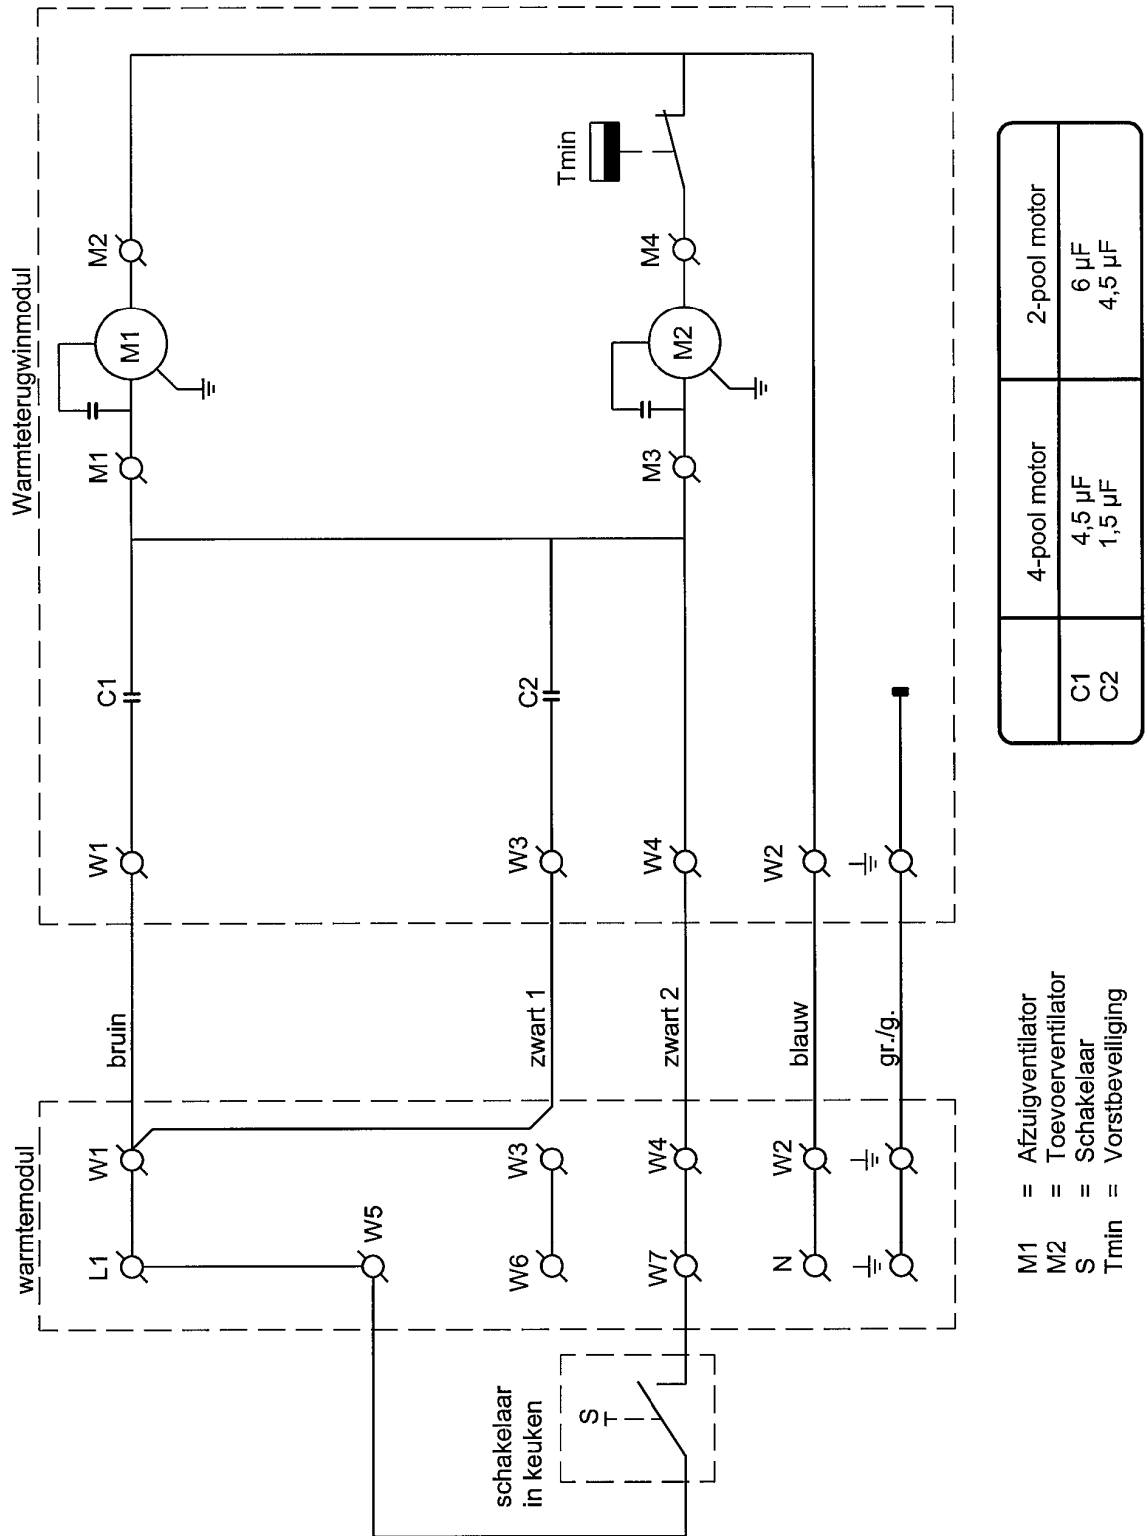 Warmteterugwinmodul
warmtemodul
L1
W1
bruin
W1
C1
M1
M1
M2
W5
W6
W3
zwart 1
W3
C2
schakelaar
in keuken
S
W7
W4
zwart 2
W4
M3
M2
M4
Tmin
N
W2
blauw
W2
gr./g.
M1 = Afzuigventilator
M2 = Toevoerventilator
S = Schakelaar
Tmin = Vorstbeveiliging
4-pool motor 2-pool motor
C1 4,5 µF 6 µF
C2 1,5 µF 4,5 µF